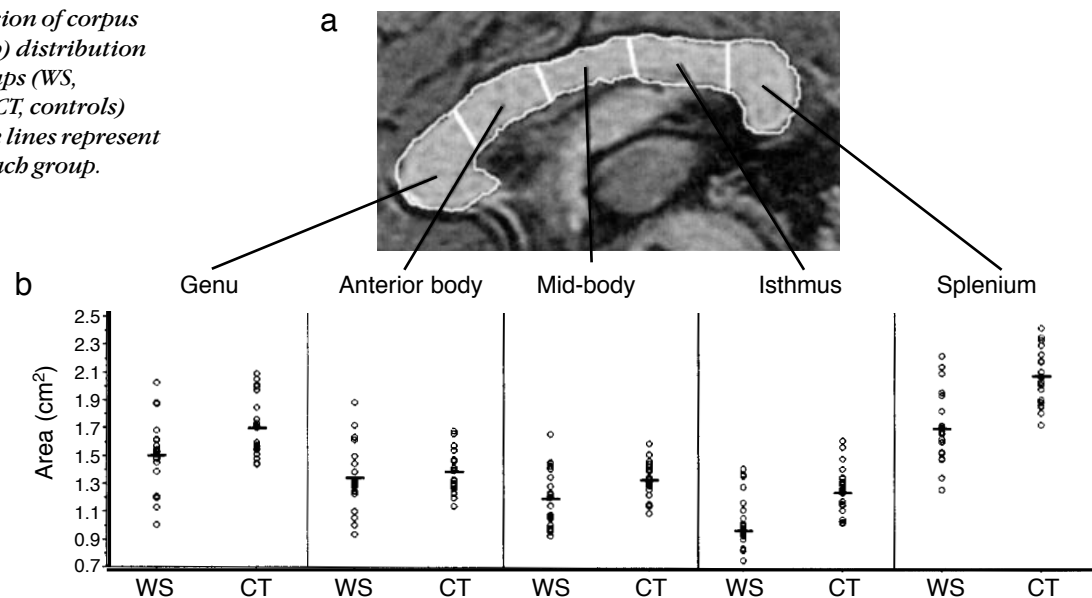 sion of corpus
) distribution
ps (WS,
CT, controls)
lines represent
ach group.
a
Genu Anterior body Mid-body Isthmus Splenium
b
Area (cm²)
2.5
2.3
2.1
1.9
1.7
1.5
1.3
1.1
0.9
0.7
WS CT WS CT WS CT WS CT WS CT